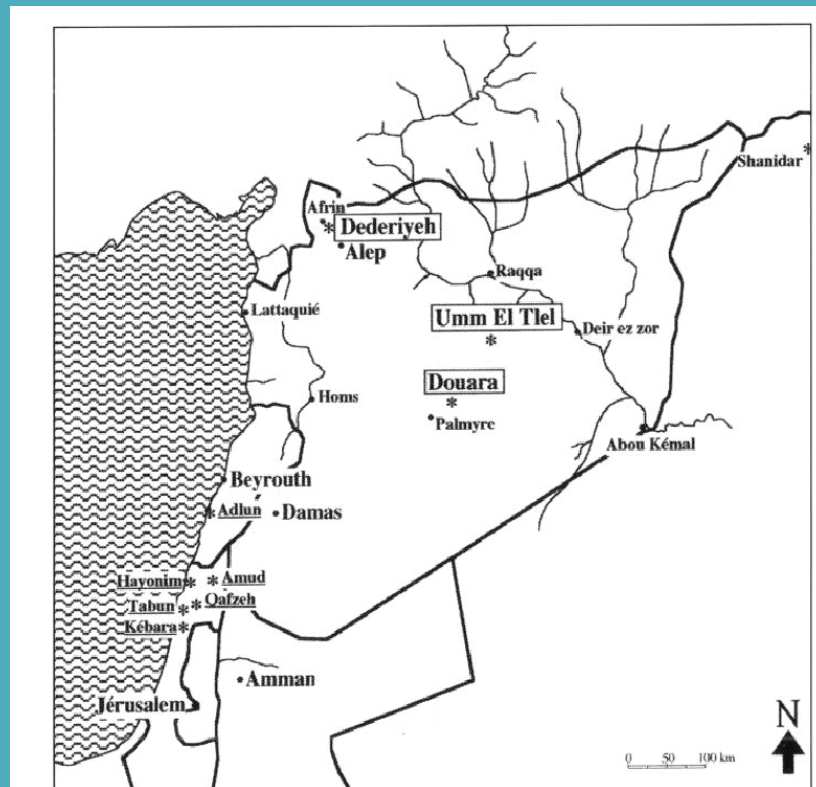 Shanidar
Afrin
Dederiyeh
Alep
Raqqa
Lattaquié
Umm El Tlel
Deir ez zor
Douara
Homs
Palmyre
Abou Kémal
Beyrouth
Adlun
Damas
Hayonim
Amud
Tabun
Qafzeh
Kébara
Amman
Jérusalem
N
0 50 100 km